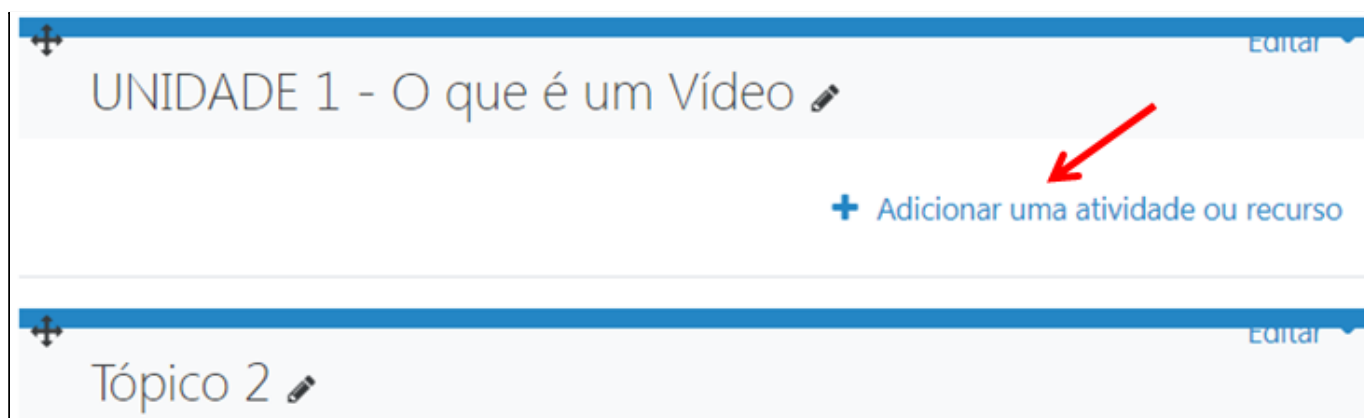 Editar
UNIDADE 1 - O que é um Vídeo
Adicionar uma atividade ou recurso
Editar
Tópico 2